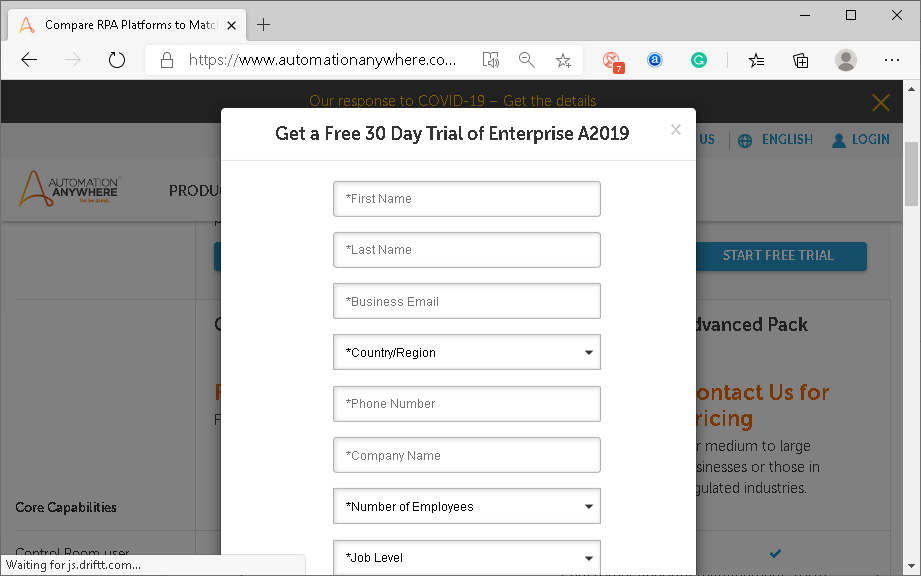 Compare RPA Platforms to Matc
https://www.automationanywhere.co...
7
Our response to COVID-19 – Get the details
US
ENGLISH
LOGIN
AUTOMATION
ANYWHERE
Go be great.
PRODU
START FREE TRIAL
Get a Free 30 Day Trial of Enterprise A2019
×
*First Name
*Last Name
*Business Email
*Country/Region
*Phone Number
*Company Name
*Number of Employees
*Job Level
dvanced Pack
ontact Us for
ricing
r medium to large
sinesses or those in
gulated industries.
Core Capabilities
Control Room user
Waiting for js.driftt.com...